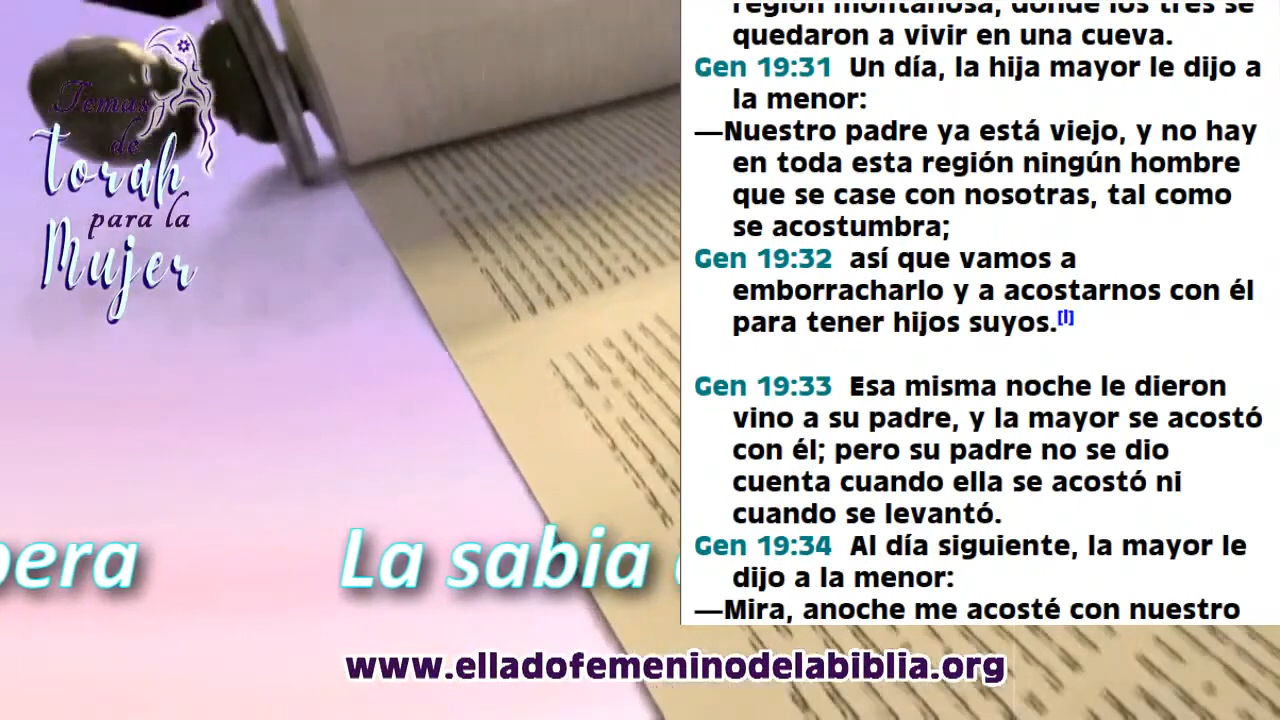 Temas
de
Torah
para la
Mujer
región montañosa, donde los tres se
quedaron a vivir en una cueva.
Gen 19:31 Un día, la hija mayor le dijo a
la menor:
—Nuestro padre ya está viejo, y no hay
en toda esta región ningún hombre
que se case con nosotras, tal como
se acostumbra;
Gen 19:32 así que vamos a
emborracharlo y a acostarnos con él
para tener hijos suyos.[l]
Gen 19:33 Esa misma noche le dieron
vino a su padre, y la mayor se acostó
con él; pero su padre no se dio
cuenta cuando ella se acostó ni
cuando se levantó.
Gen 19:34 Al día siguiente, la mayor le
dijo a la menor:
—Mira, anoche me acosté con nuestro
pera La sabia
www.elladofemeninodelabiblia.org